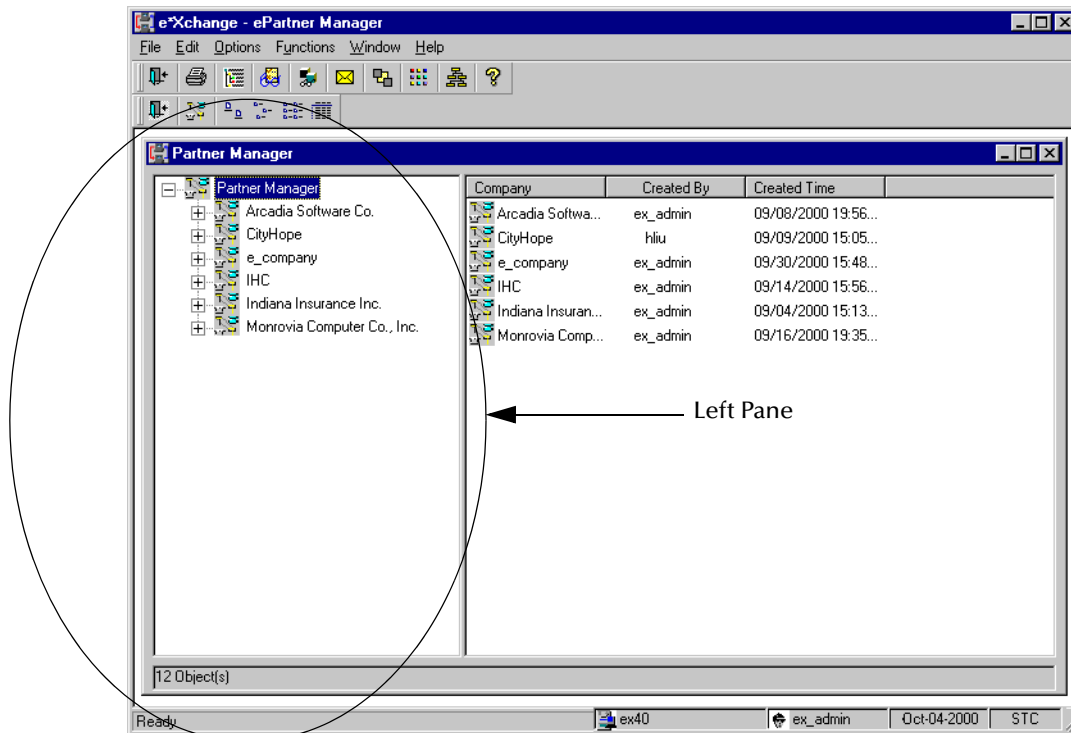 e*Xchange - ePartner Manager
File Edit Options Functions Window Help
Partner Manager
Partner Manager
Arcadia Software Co.
CityHope
e_company
IHC
Indiana Insurance Inc.
Monrovia Computer Co., Inc.
Company Created By Created Time
Arcadia Softwa... ex_admin 09/08/2000 19:56...
CityHope hliu 09/09/2000 15:05...
e_company ex_admin 09/30/2000 15:48...
IHC ex_admin 09/14/2000 15:56...
Indiana Insuran... ex_admin 09/04/2000 15:13...
Monrovia Comp... ex_admin 09/16/2000 19:35...
Left Pane
12 Object(s)
Ready ex40 ex_admin Oct-04-2000 STC